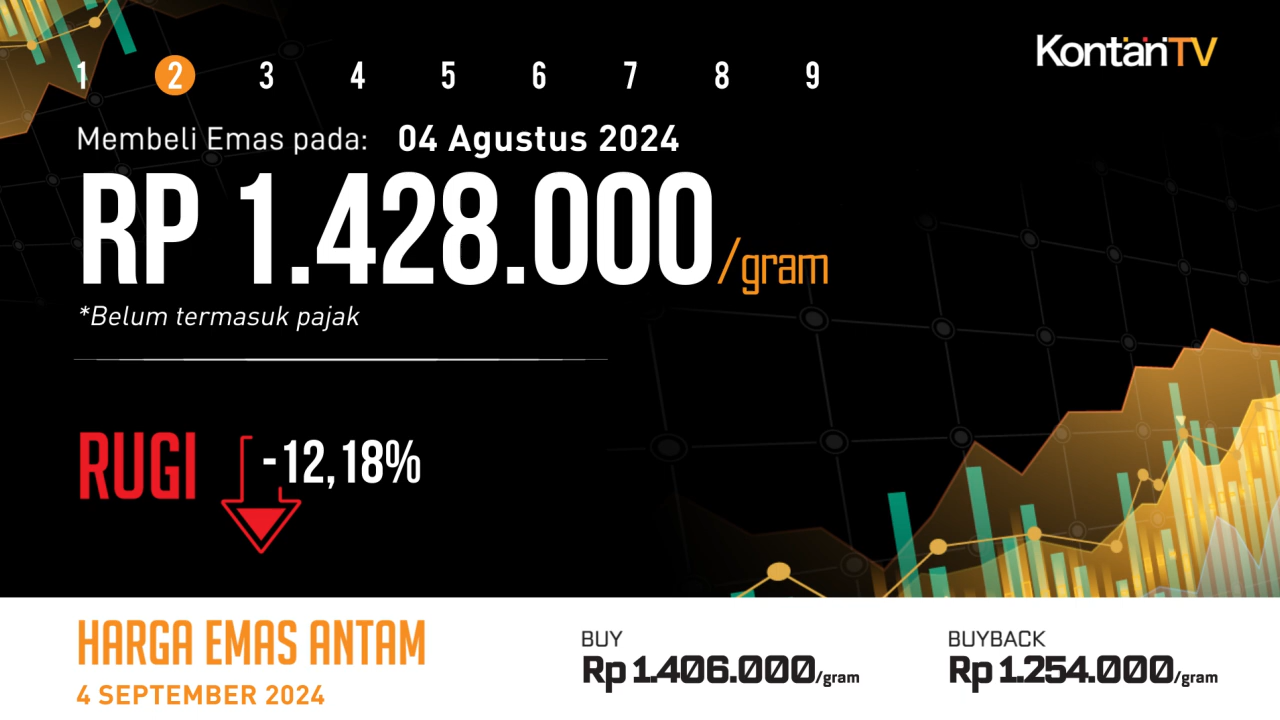 KontanTV
1 2 3 4 5 6 7 8 9
Membeli Emas pada: 04 Agustus 2024
RP 1.428.000/gram
*Belum termasuk pajak
RUGI -12,18%
HARGA EMAS ANTAM
4 SEPTEMBER 2024
BUY
Rp 1.406.000/gram
BUYBACK
Rp 1.254.000/gram